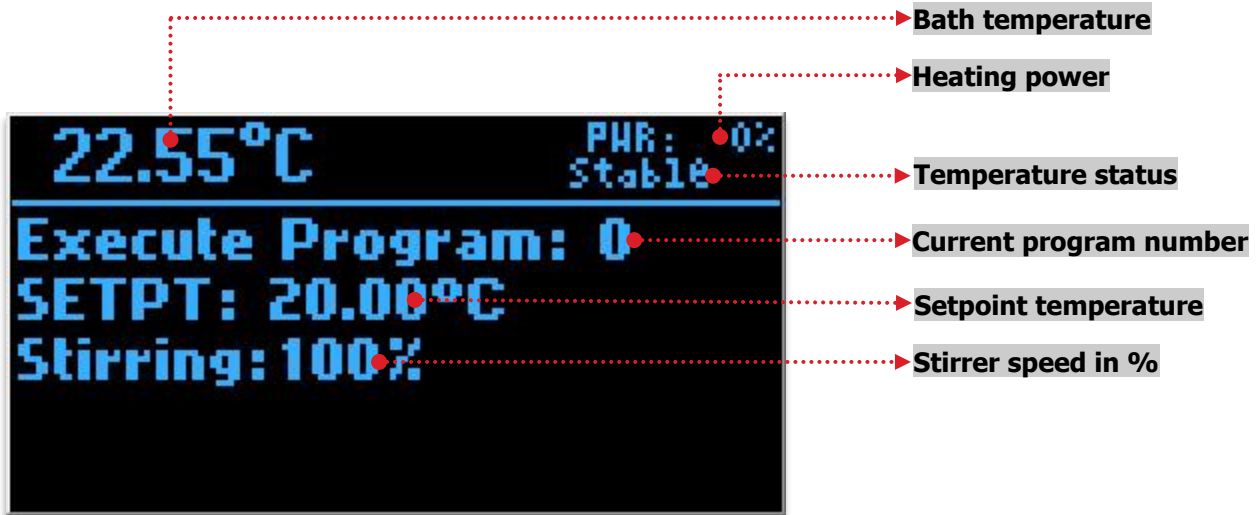 Bath temperature
Heating power
22.55°C PWR: 0%
Stable Temperature status
Execute Program: 0 Current program number
SETPT: 20.00°C Setpoint temperature
Stirring:100% Stirrer speed in %